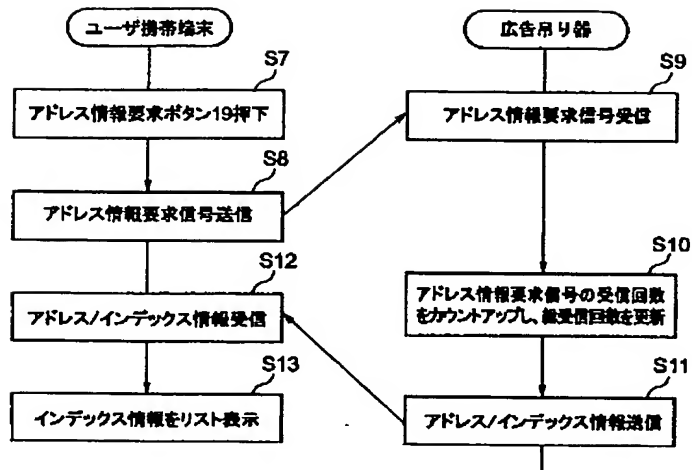 ユーザ携帯端末
S7
アドレス情報要求ボタン19押下
S8
アドレス情報要求信号送信
S12
アドレス/インデックス情報受信
S13
インデックス情報をリスト表示
広告吊り器
S9
アドレス情報要求信号受信
S10
アドレス情報要求信号の受信回数
をカウントアップし、総受信回数を更新
S11
アドレス/インデックス情報送信